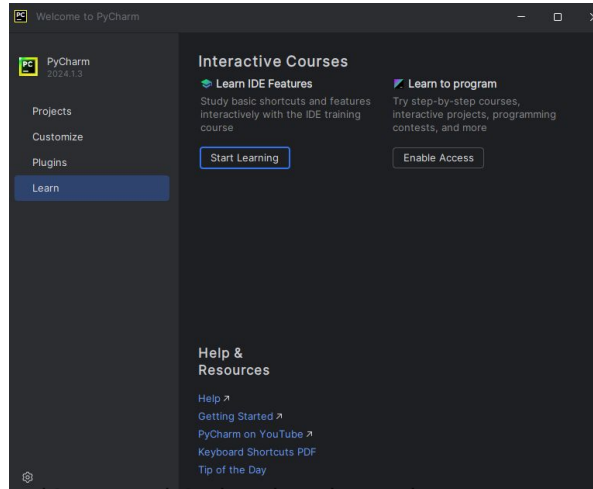 Welcome to PyCharm
PyCharm
2024.1.3
Projects
Customize
Plugins
Learn
Interactive Courses
Learn IDE Features
Study basic shortcuts and features
interactively with the IDE training
course
Start Learning
Learn to program
Try step-by-step courses,
interactive projects, programming
contests, and more
Enable Access
Help &
Resources
Help ↗
Getting Started ↗
PyCharm on YouTube ↗
Keyboard Shortcuts PDF
Tip of the Day